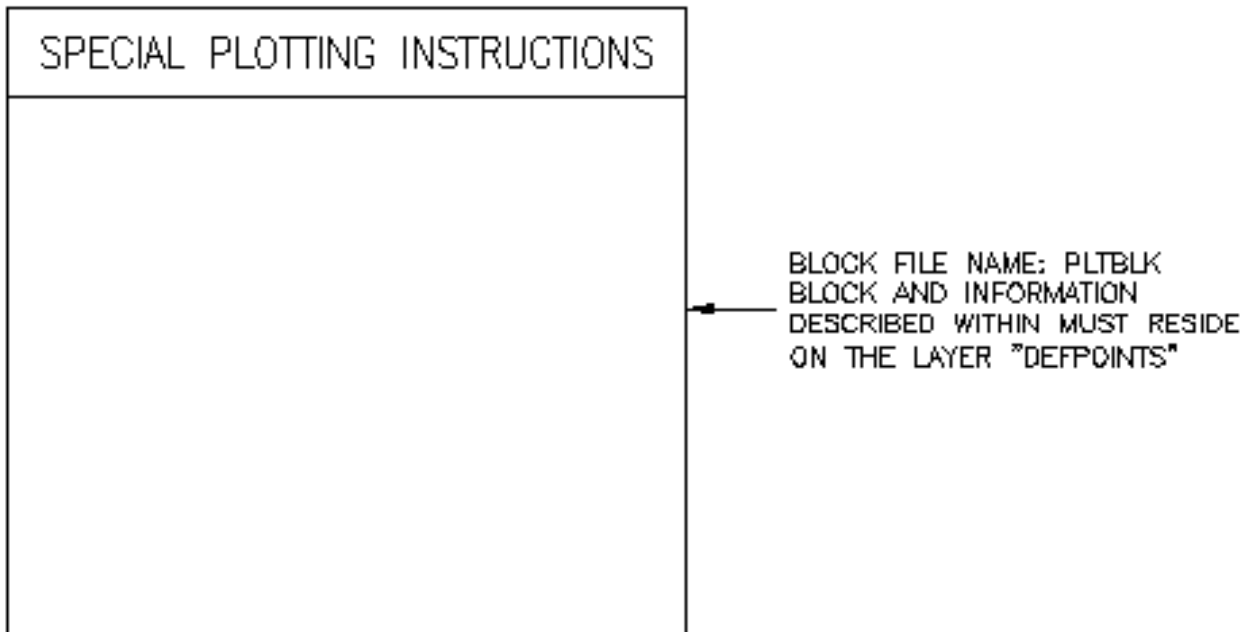 SPECIAL PLOTTING INSTRUCTIONS
BLOCK FILE NAME: PLTBLK
BLOCK AND INFORMATION
DESCRIBED WITHIN MUST RESIDE
ON THE LAYER "DEFPOINTS"